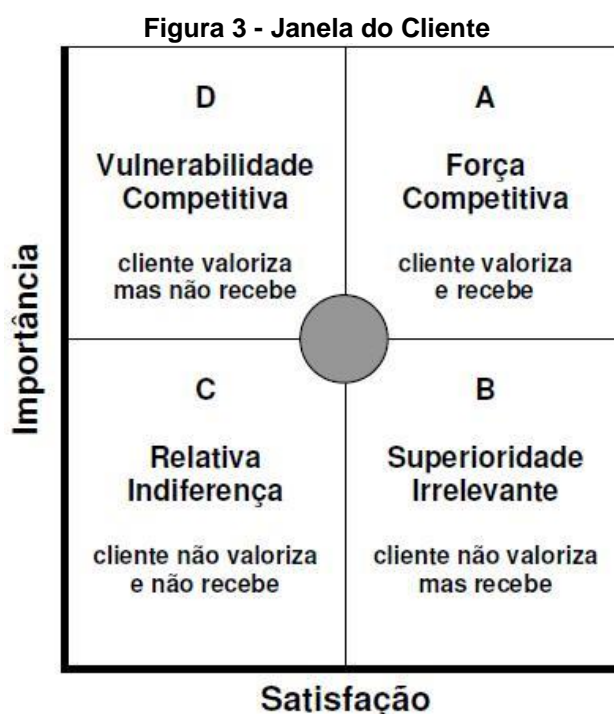 Figura 3 - Janela do Cliente
D
Vulnerabilidade
Competitiva
cliente valoriza
mas não recebe
A
Força
Competitiva
cliente valoriza
e recebe
Importância
C
Relativa
Indiferença
cliente não valoriza
e não recebe
B
Superioridade
Irrelevante
cliente não valoriza
mas recebe
Satisfação